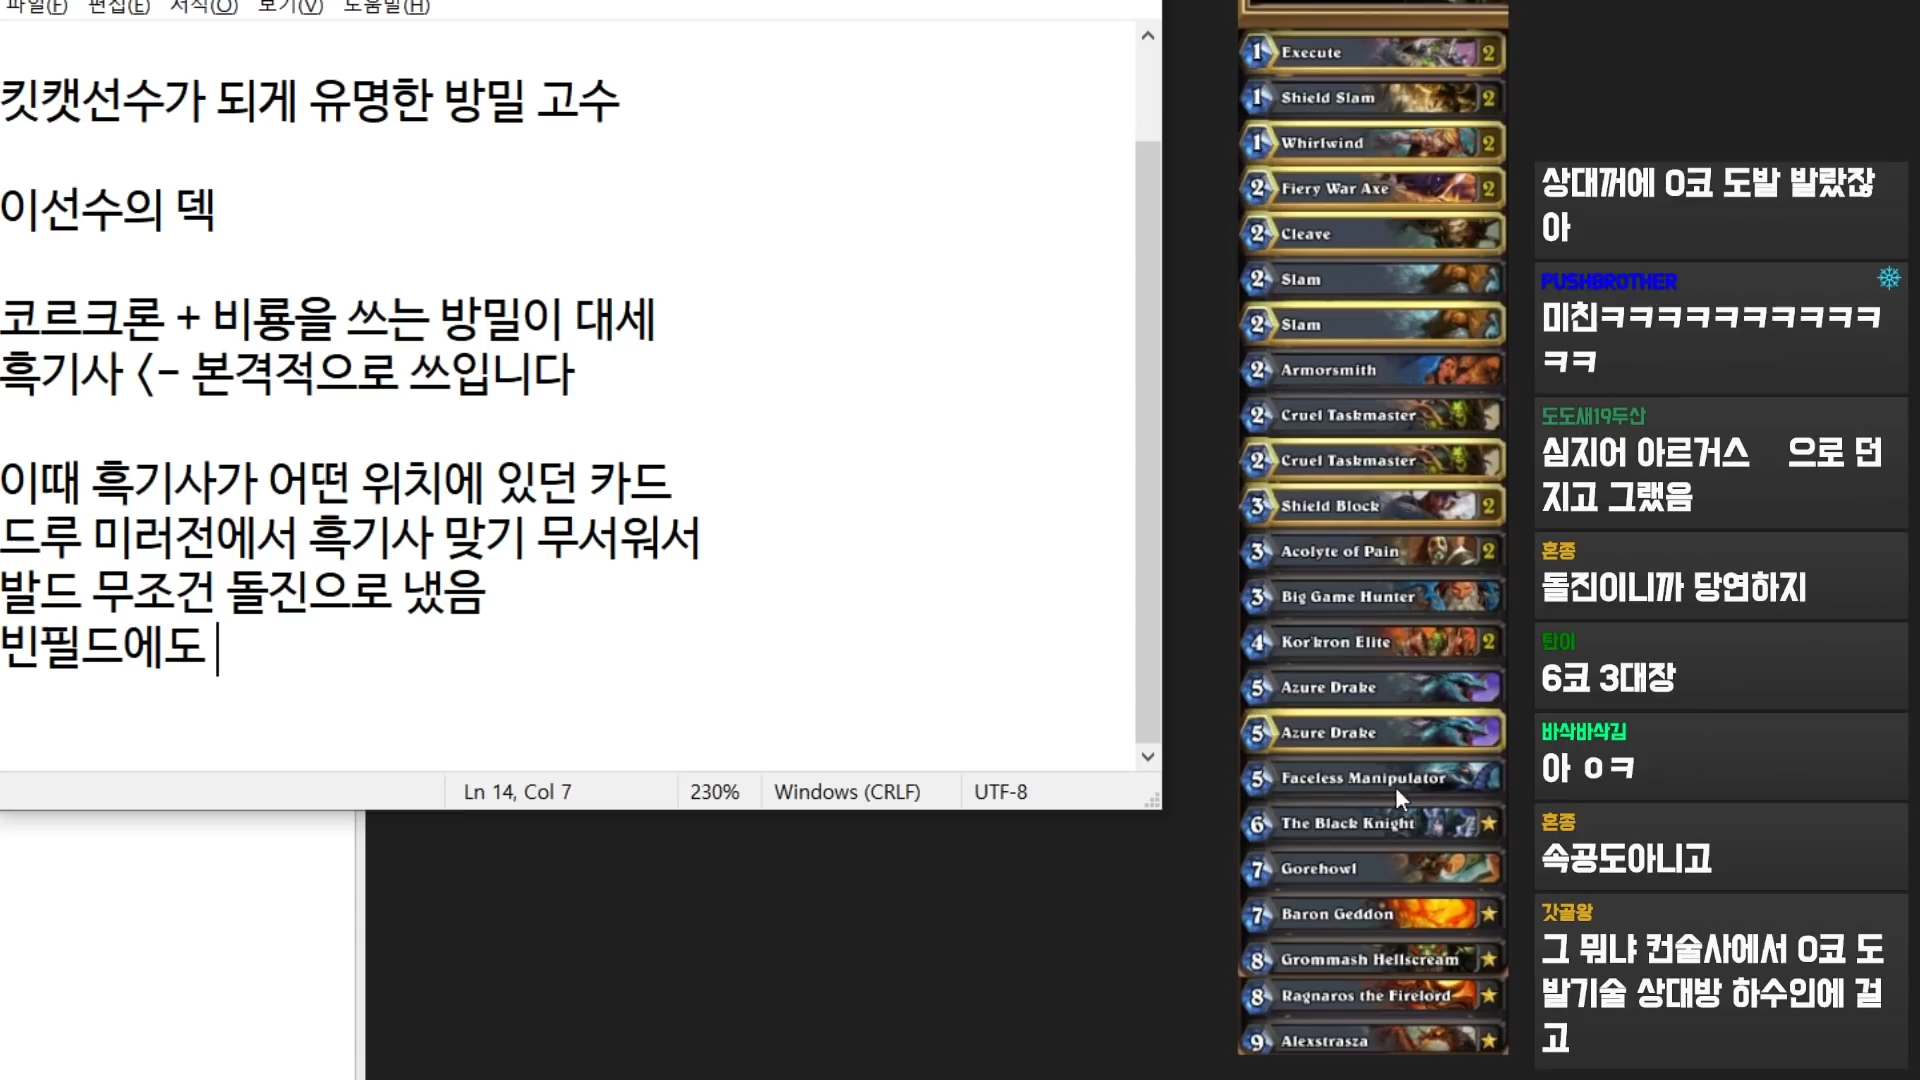 파일(F) 편집(E) 서식(O) 보기(V) 도움말(H)
킷캣선수가 되게 유명한 방밀 고수
이선수의 덱
코르크론 + 비룡을 쓰는 방밀이 대세
흑기사 <- 본격적으로 쓰입니다
이때 흑기사가 어떤 위치에 있던 카드
드루 미러전에서 흑기사 맞기 무서워서
발드 무조건 돌진으로 냈음
빈필드에도
Ln 14, Col 7 230% Windows (CRLF) UTF-8
1 Execute 2
1 Shield Slam 2
1 Whirlwind 2
2 Fiery War Axe 2
2 Cleave
2 Slam
2 Slam
2 Armorsmith
2 Cruel Taskmaster
2 Cruel Taskmaster
3 Shield Block 2
3 Acolyte of Pain 2
3 Big Game Hunter
4 Kor'kron Elite 2
5 Azure Drake
5 Azure Drake
5 Faceless Manipulator
6 The Black Knight
7 Gorehowl
7 Baron Geddon
8 Grommash Hellscream
8 Ragnaros the Firelord
9 Alexstrasza
상대꺼에 0코 도발 발랐잖
아
PUSHBROTHER
미친ㅋㅋㅋㅋㅋㅋㅋㅋㅋㅋ
ㅋㅋ
도도새19두산
심지어 아르거스 으로 던
지고 그랬음
혼종
돌진이니까 당연하지
탄이
6코 3대장
바삭바삭김
아 ㅇㅋ
혼종
속공도아니고
갓골왕
그 뭐냐 컨술사에서 0코 도
발기술 상대방 하수인에 걸
고